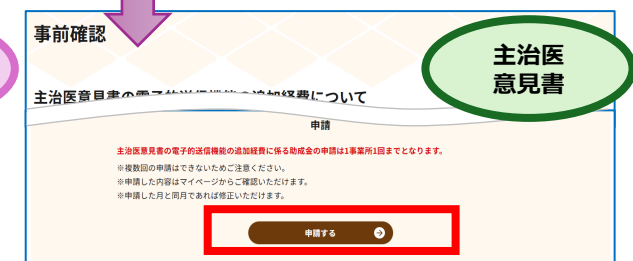 事前確認
主治医
意見書
主治医意見書の電子的送信機能の追加経費について
申請
主治医意見書の電子的送信機能の追加経費に係る助成金の申請は1事業所1回までとなります。
※複数回の申請はできないためご注意ください。
※申請した内容はマイページからご確認いただけます。
※申請した月と同月であれば修正いただけます。
申請する